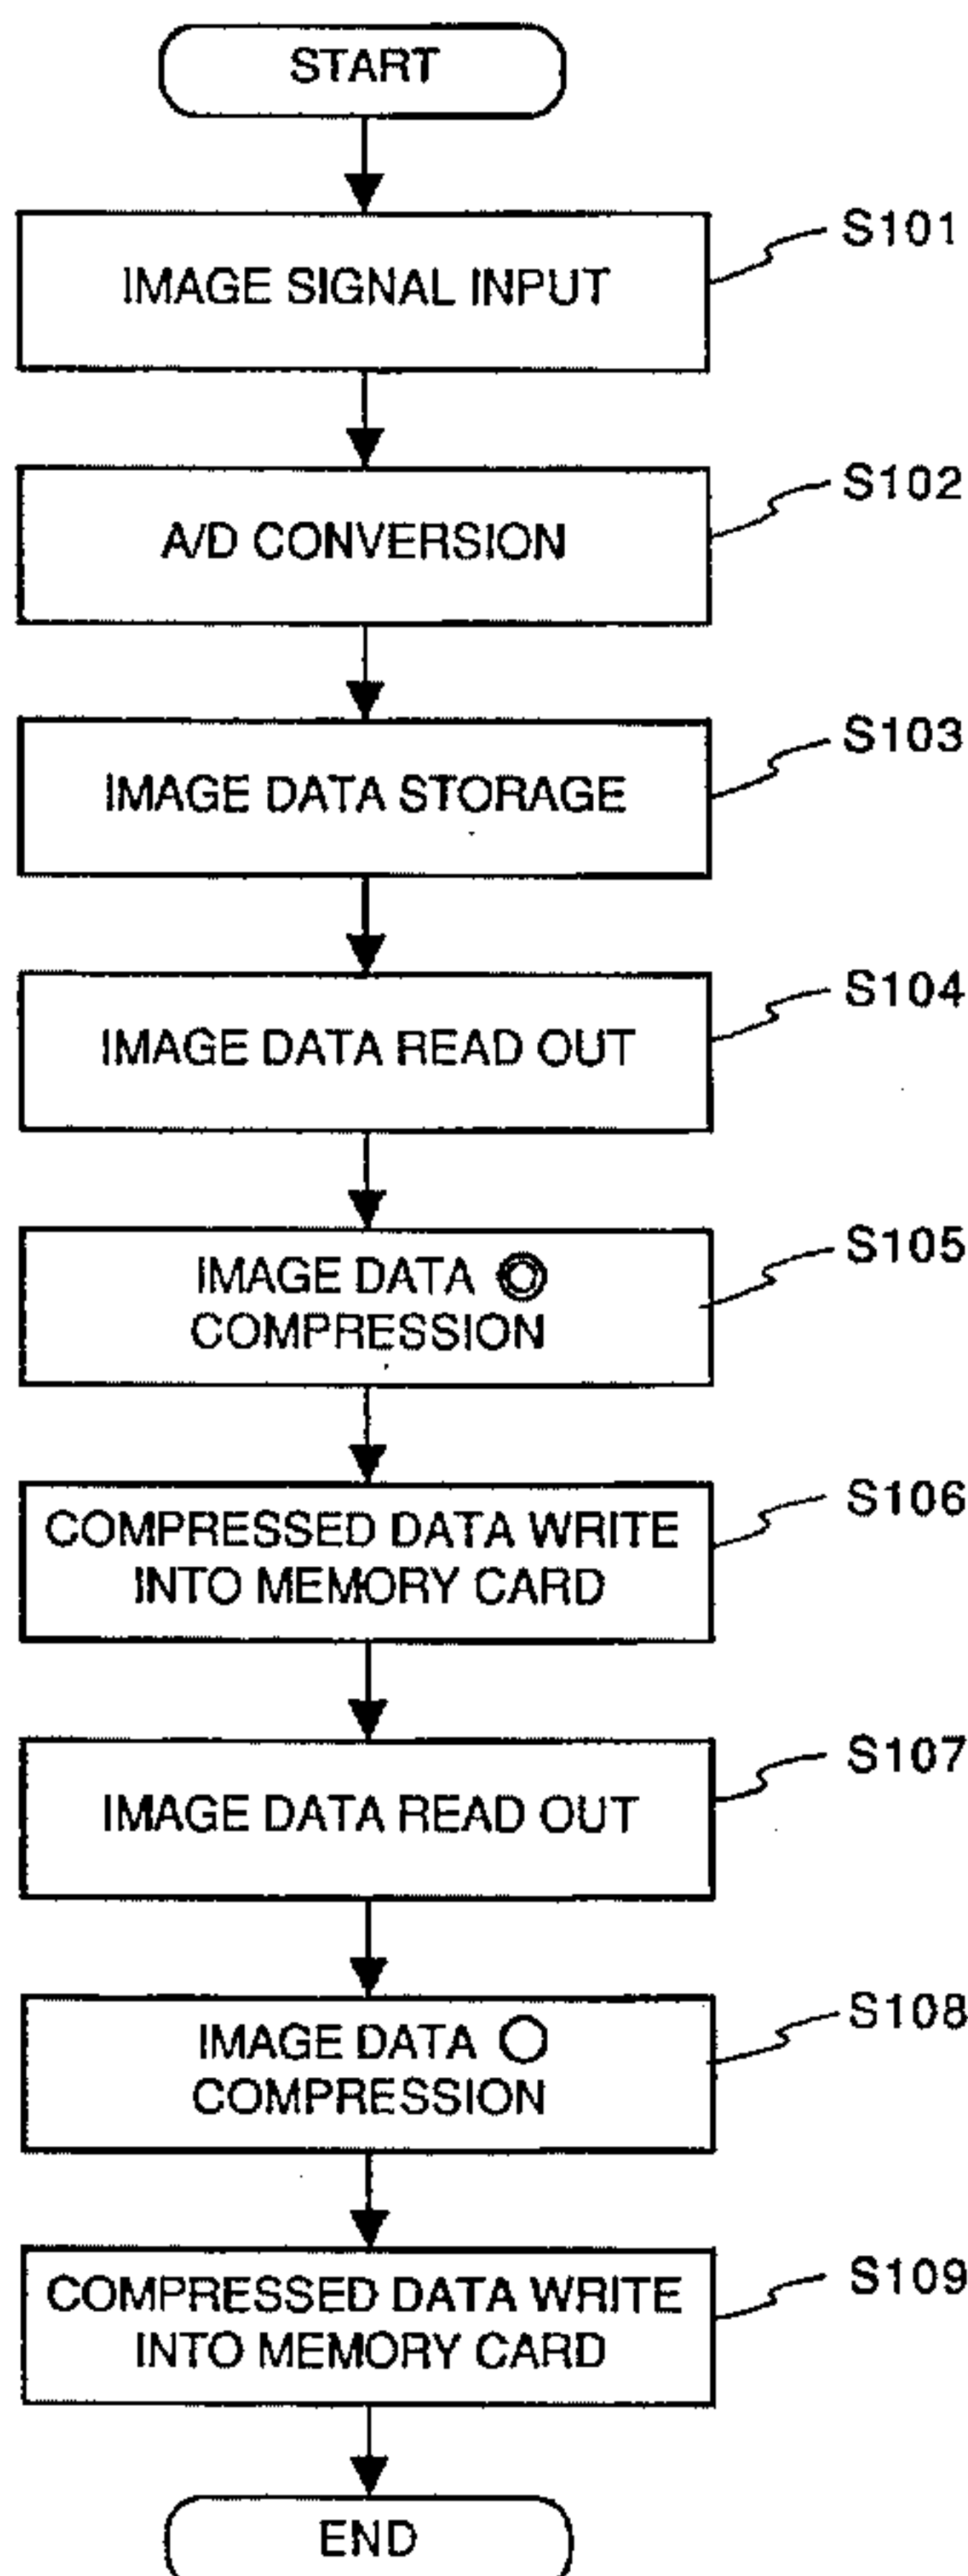 START
IMAGE SIGNAL INPUT
S101
A/D CONVERSION
S102
IMAGE DATA STORAGE
S103
IMAGE DATA READ OUT
S104
IMAGE DATA ◎
COMPRESSION
S105
COMPRESSED DATA WRITE
INTO MEMORY CARD
S106
IMAGE DATA READ OUT
S107
IMAGE DATA ○
COMPRESSION
S108
COMPRESSED DATA WRITE
INTO MEMORY CARD
S109
END